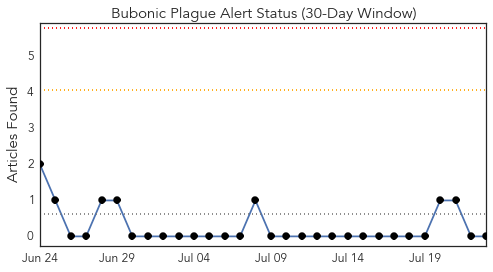 Bubonic Plague Alert Status (30-Day Window)
Articles Found
5
4
3
2
1
0
Jun 24 Jun 29 Jul 04 Jul 09 Jul 14 Jul 19